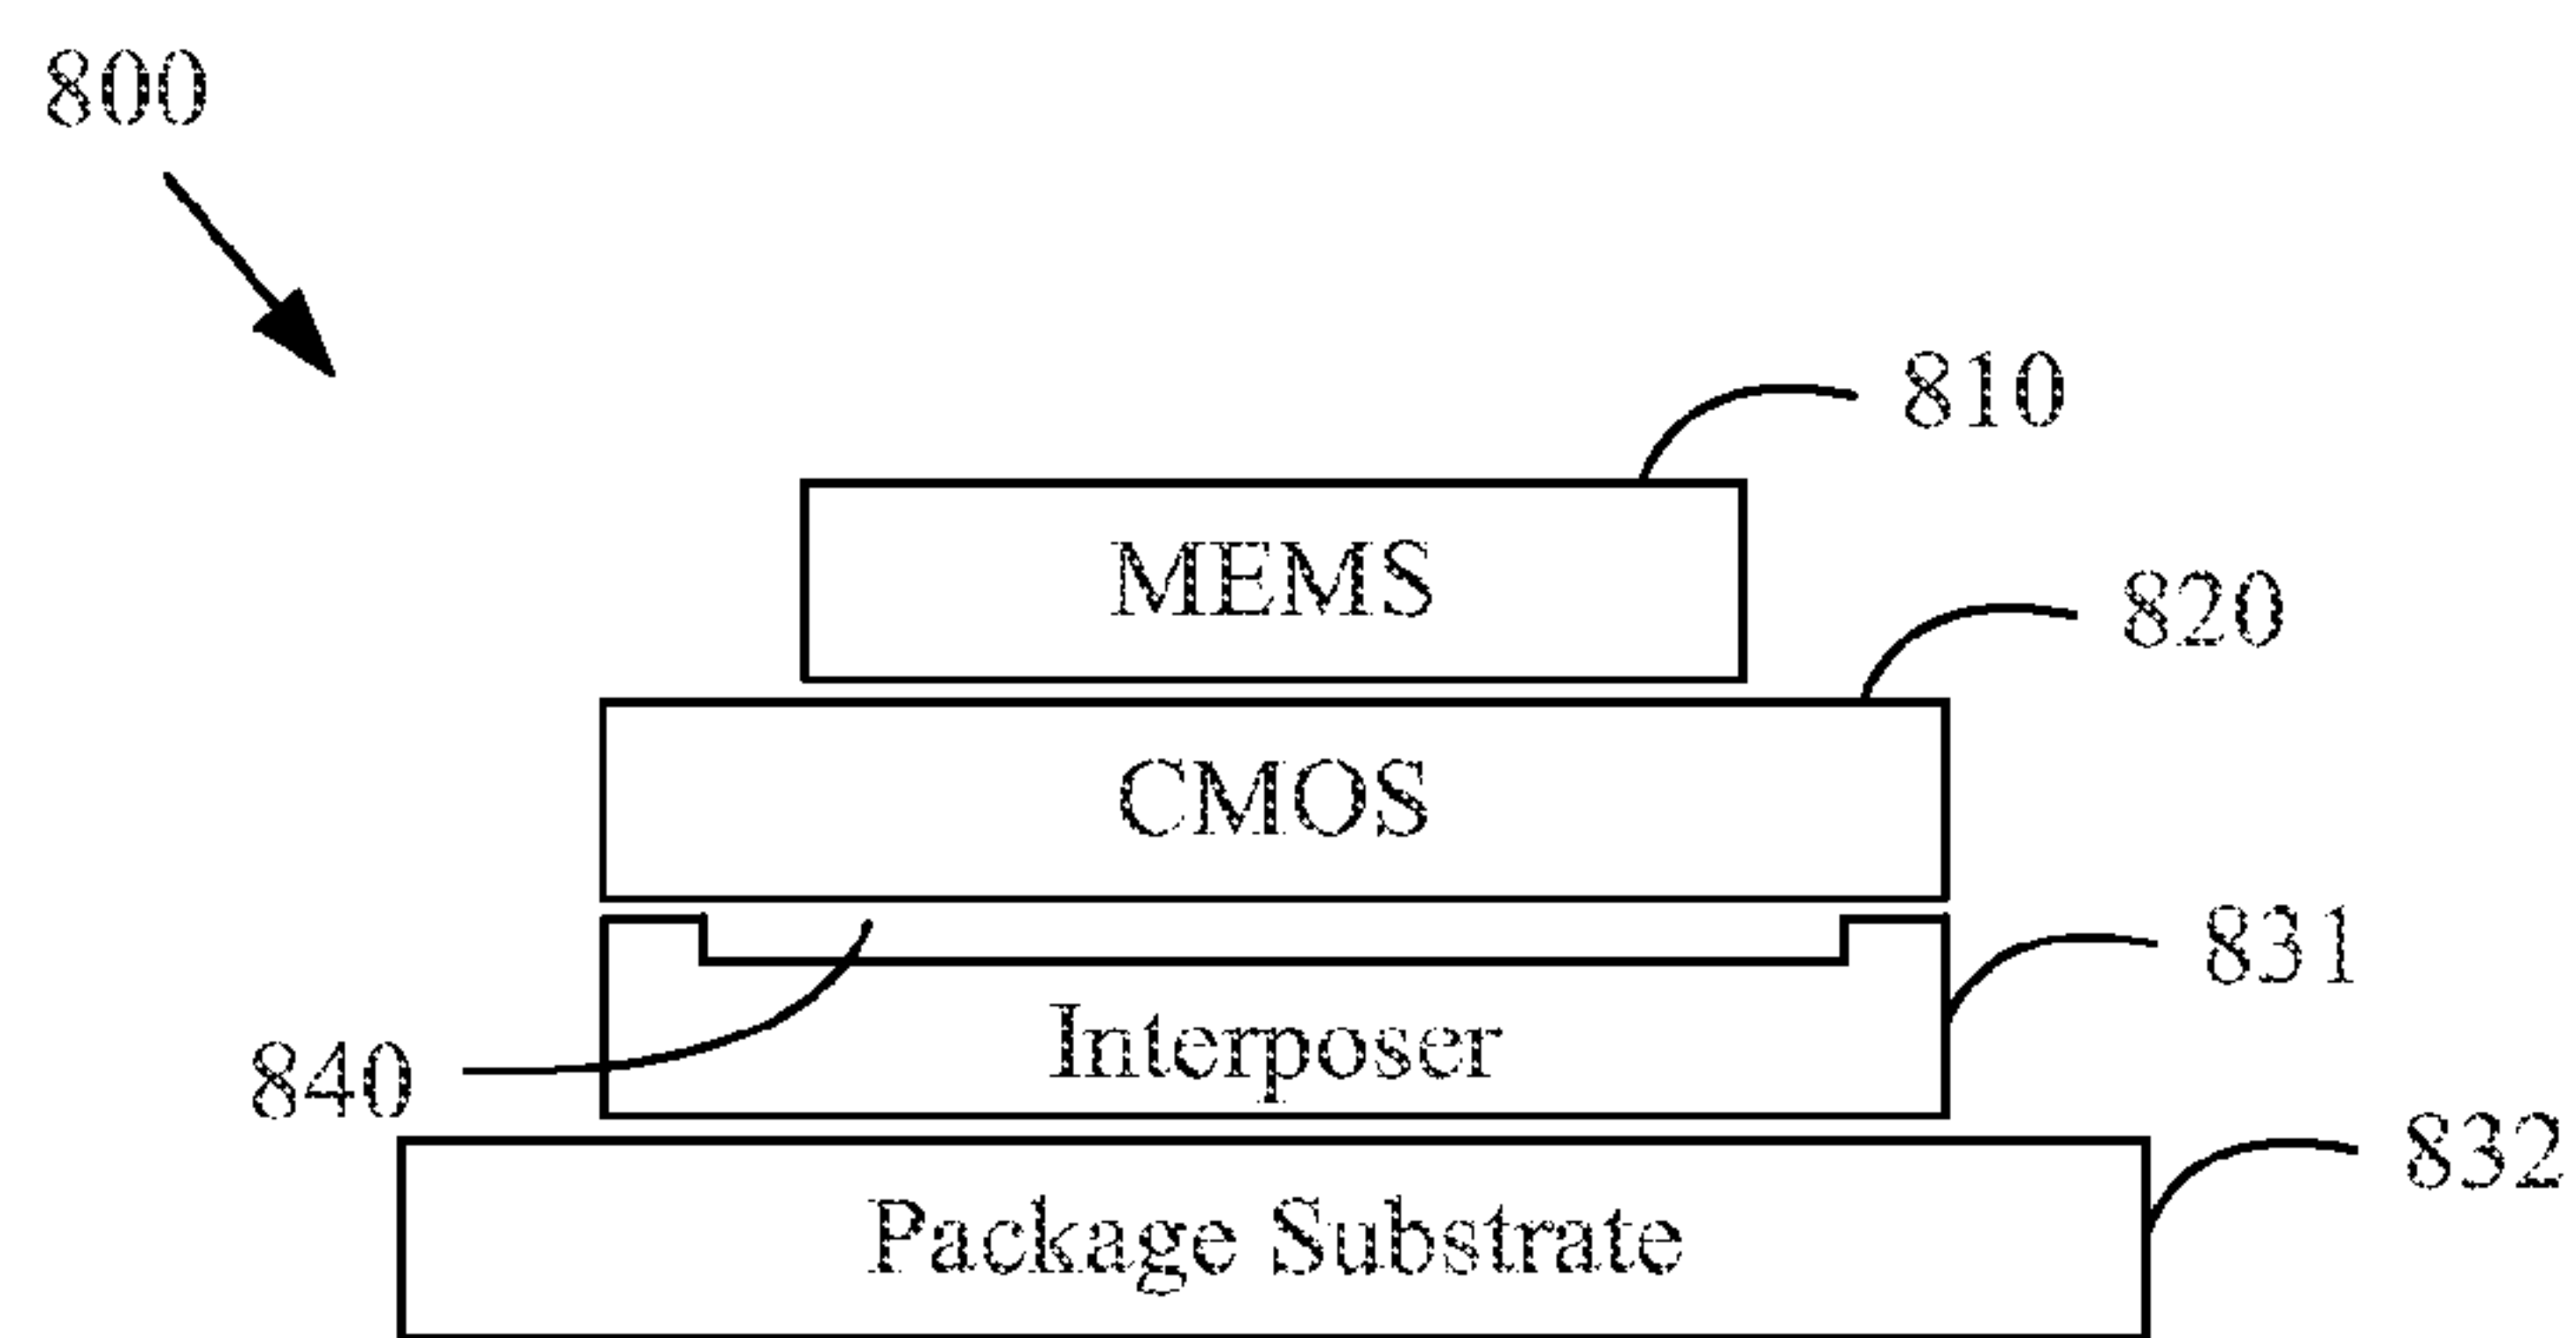 800
810
MEMS
820
CMOS
831
Interposer
840
832
Package Substrate